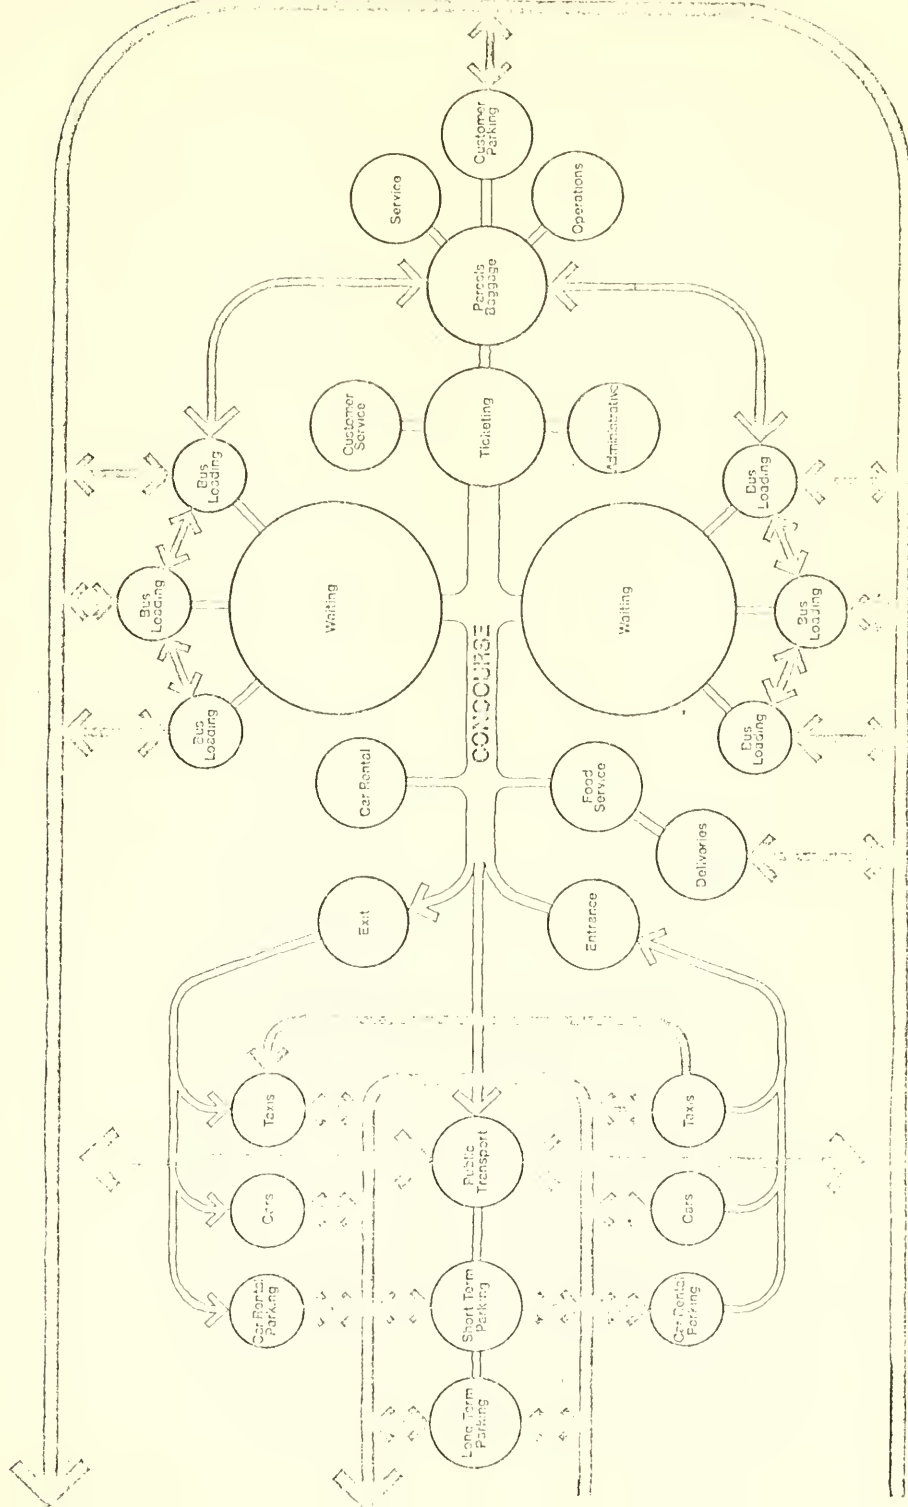 Bus
Loading
Bus
Loading
Bus
Loading
Car Rental
Parking
Cars
Taxis
Exit
Car Rental
Waiting
Customer
Service
Service
Long Term
Parking
Short Term
Parking
Public
Transport
CONCOURSE
Ticketing
Parcels
Baggage
Customer
Parking
Entrance
Food
Service
Waiting
Administrative
Operations
Car Rental
Parking
Cars
Taxis
Deliveries
Bus
Loading
Bus
Loading
Bus
Loading